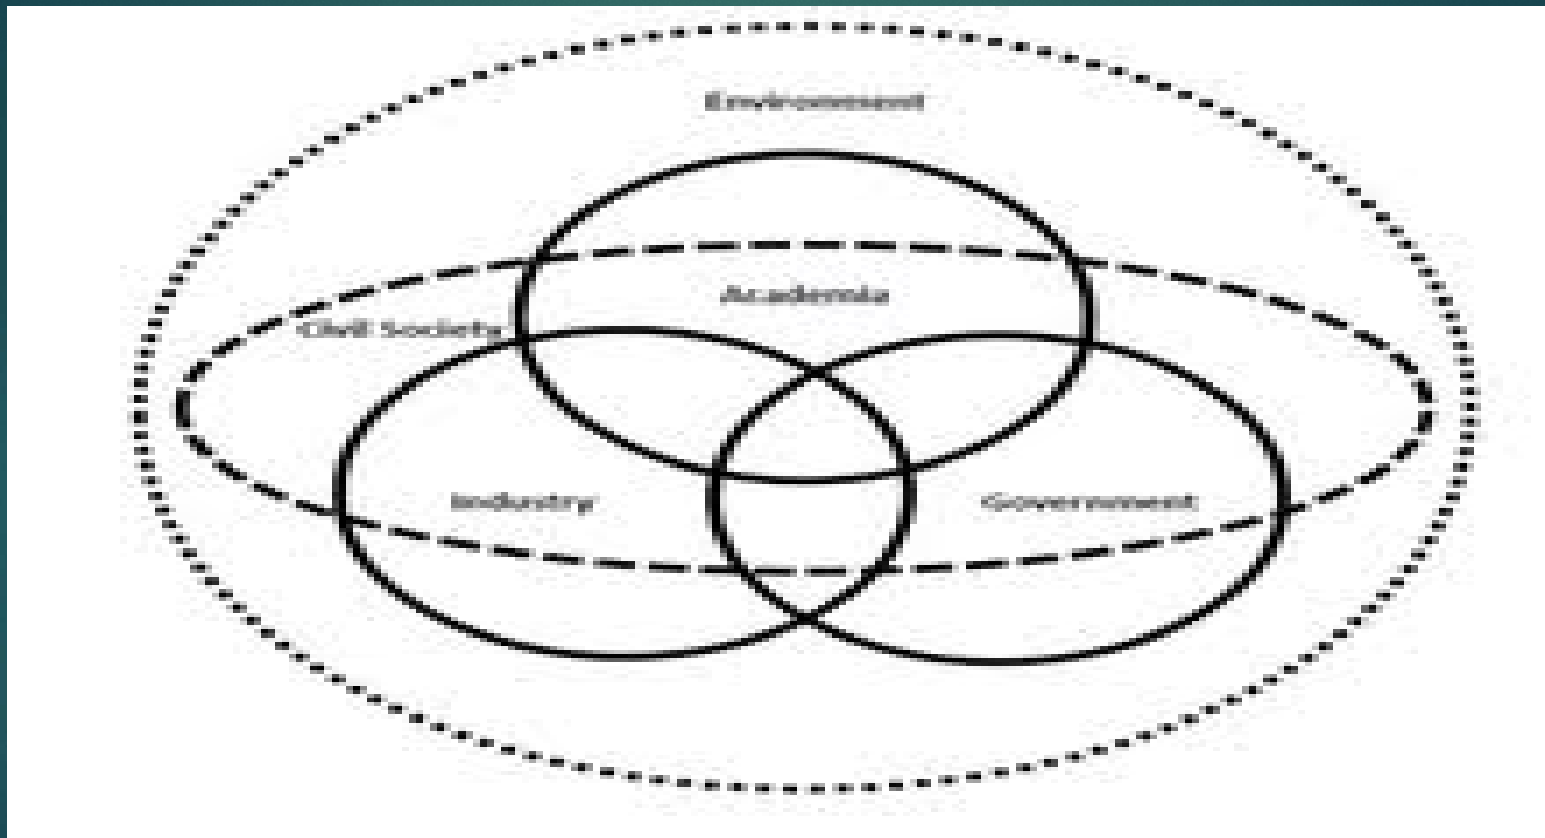 Environment
Academia
Civil Society
Industry
Government